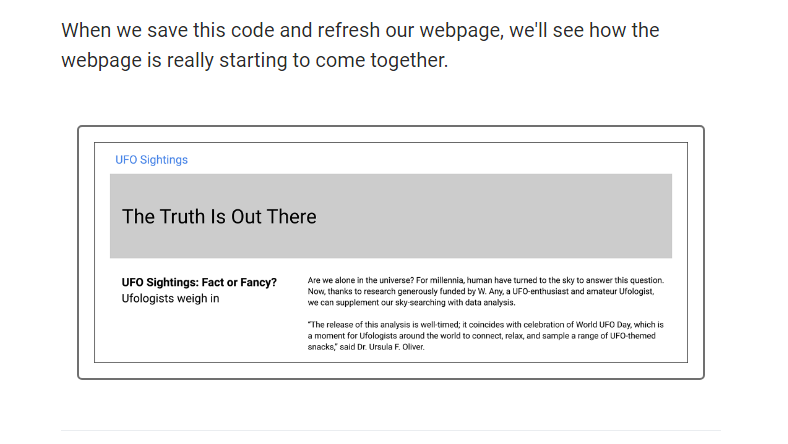 When we save this code and refresh our webpage, we'll see how the
webpage is really starting to come together.
UFO Sightings
The Truth Is Out There
UFO Sightings: Fact or Fancy?
Ufologists weigh in
Are we alone in the universe? For millennia, human have turned to the sky to answer this question.
Now, thanks to research generously funded by W. Any, a UFO-enthusiast and amateur Ufologist,
we can supplement our sky-searching with data analysis.
"The release of this analysis is well-timed; it coincides with celebration of World UFO Day, which is
a moment for Ufologists around the world to connect, relax, and sample a range of UFO-themed
snacks," said Dr. Ursula F. Oliver.